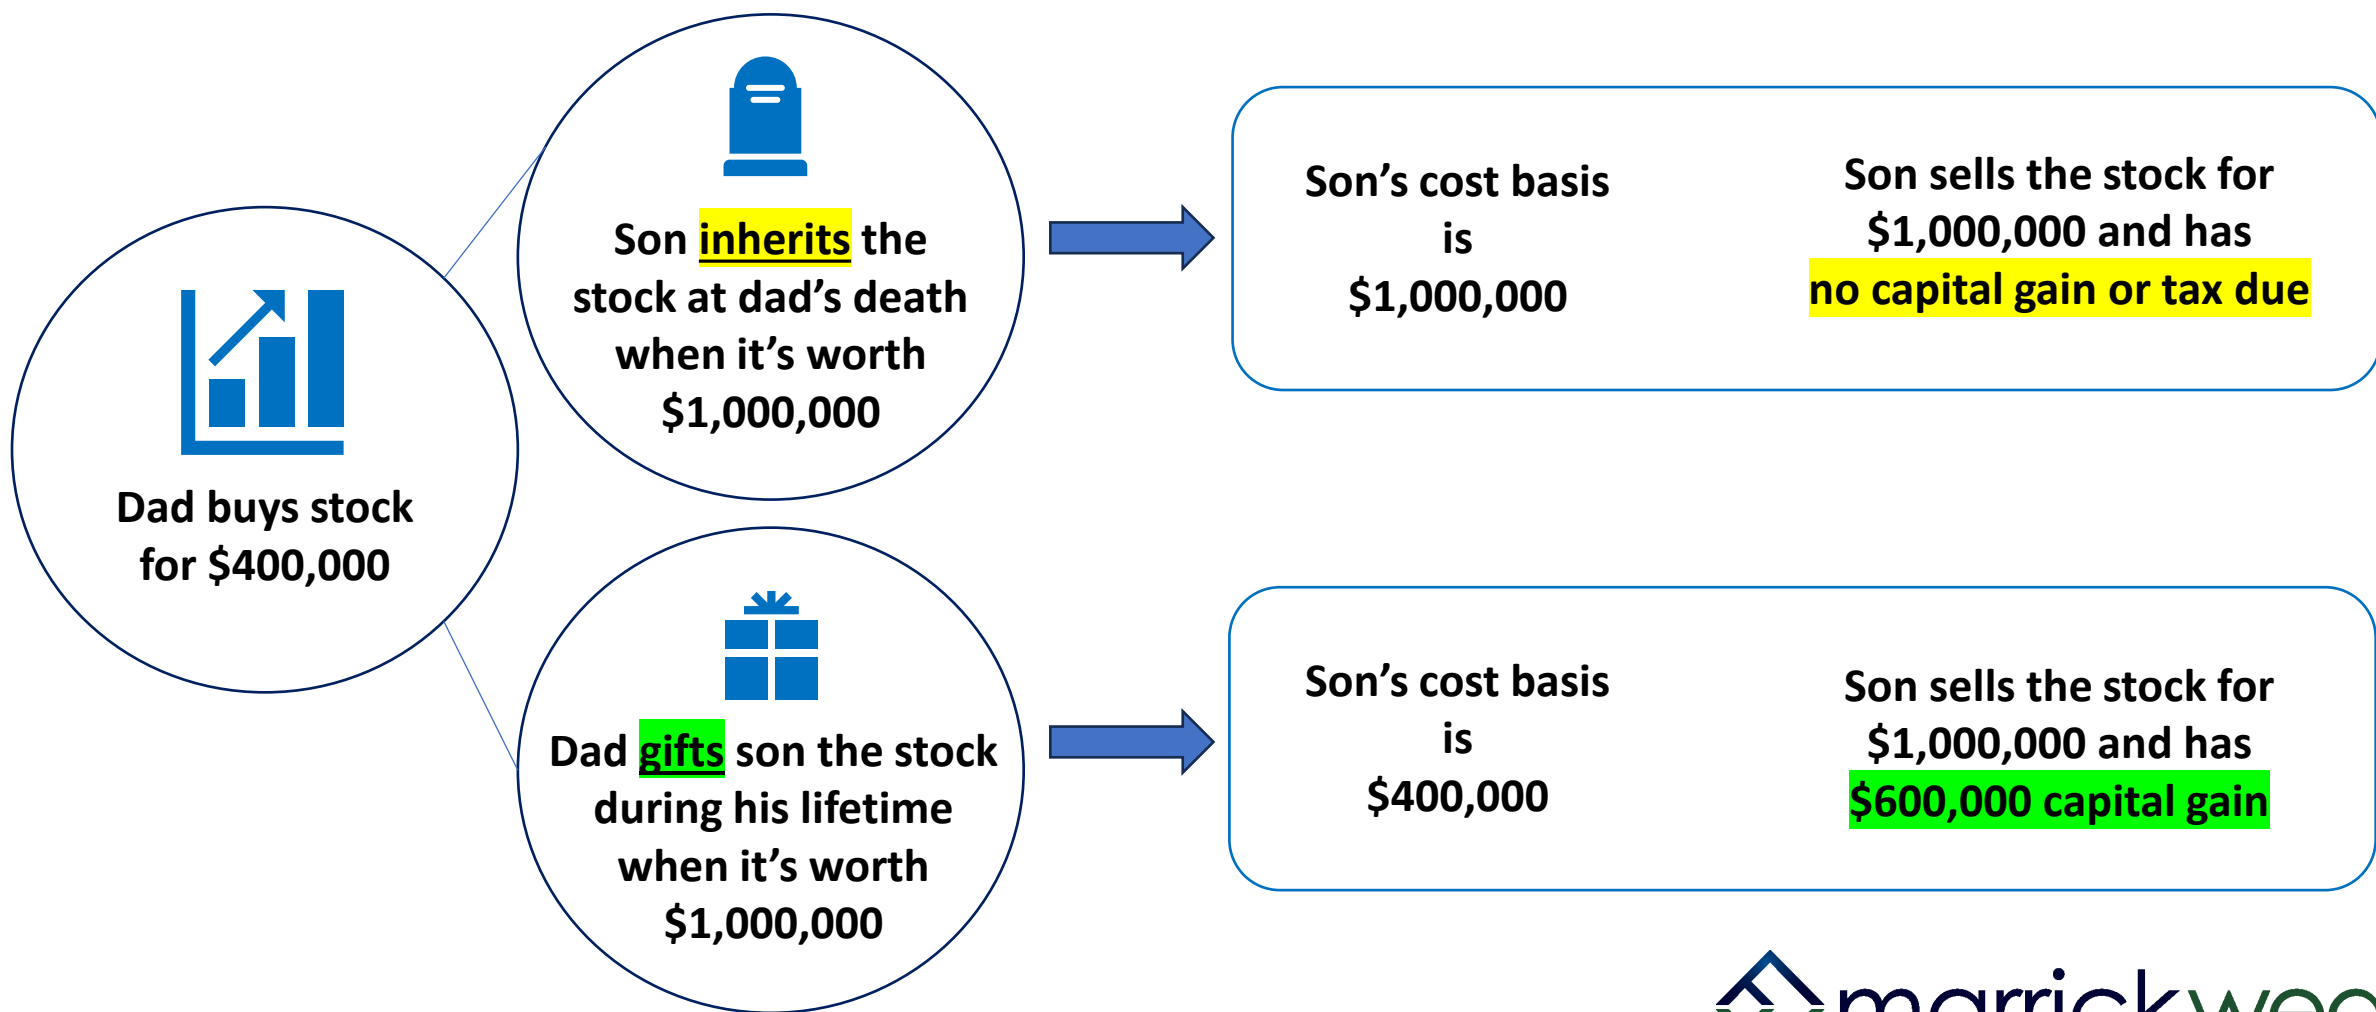 Dad buys stock
for $400,000
Son inherits the
stock at dad’s death
when it’s worth
$1,000,000
Son’s cost basis
is
$1,000,000
Son sells the stock for
$1,000,000 and has
no capital gain or tax due
Dad gifts son the stock
during his lifetime
when it’s worth
$1,000,000
Son’s cost basis
is
$400,000
Son sells the stock for
$1,000,000 and has
$600,000 capital gain
marrick